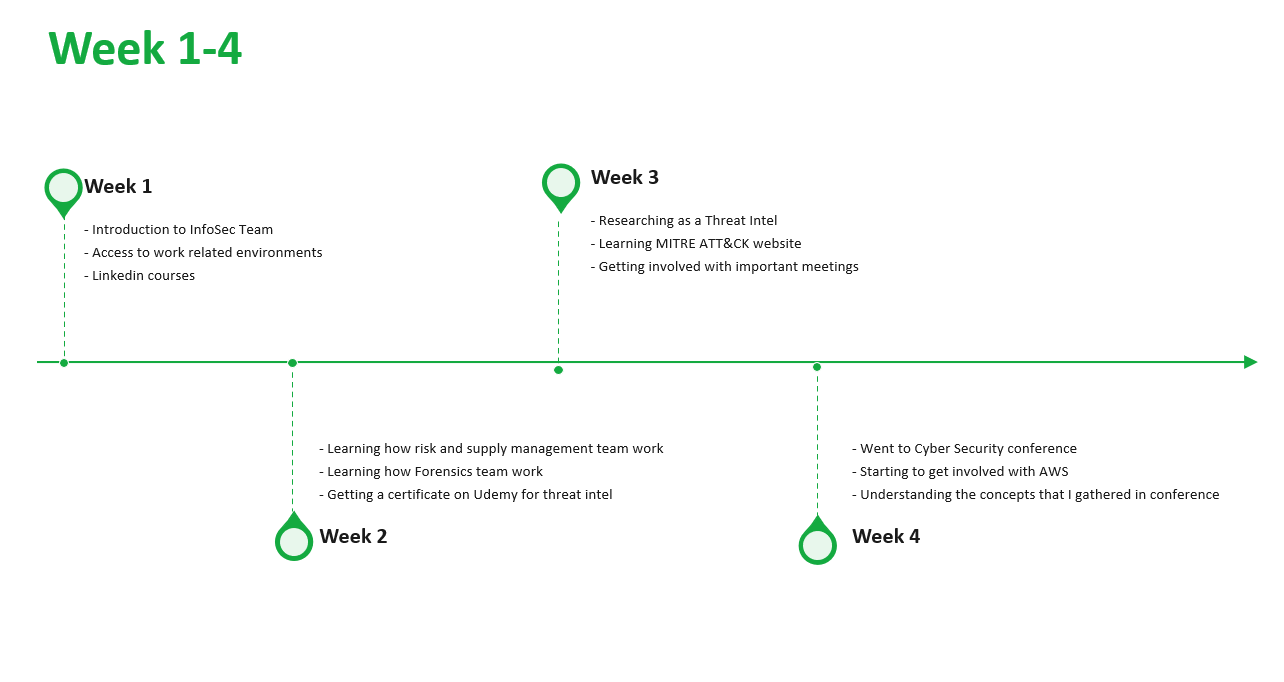 Week 1-4
Week 1
- Introduction to InfoSec Team
- Access to work related environments
- Linkedin courses
Week 3
- Researching as a Threat Intel
- Learning MITRE ATT&CK website
- Getting involved with important meetings
- Learning how risk and supply management team work
- Learning how Forensics team work
- Getting a certificate on Udemy for threat intel
Week 2
- Went to Cyber Security conference
- Starting to get involved with AWS
- Understanding the concepts that I gathered in conference
Week 4